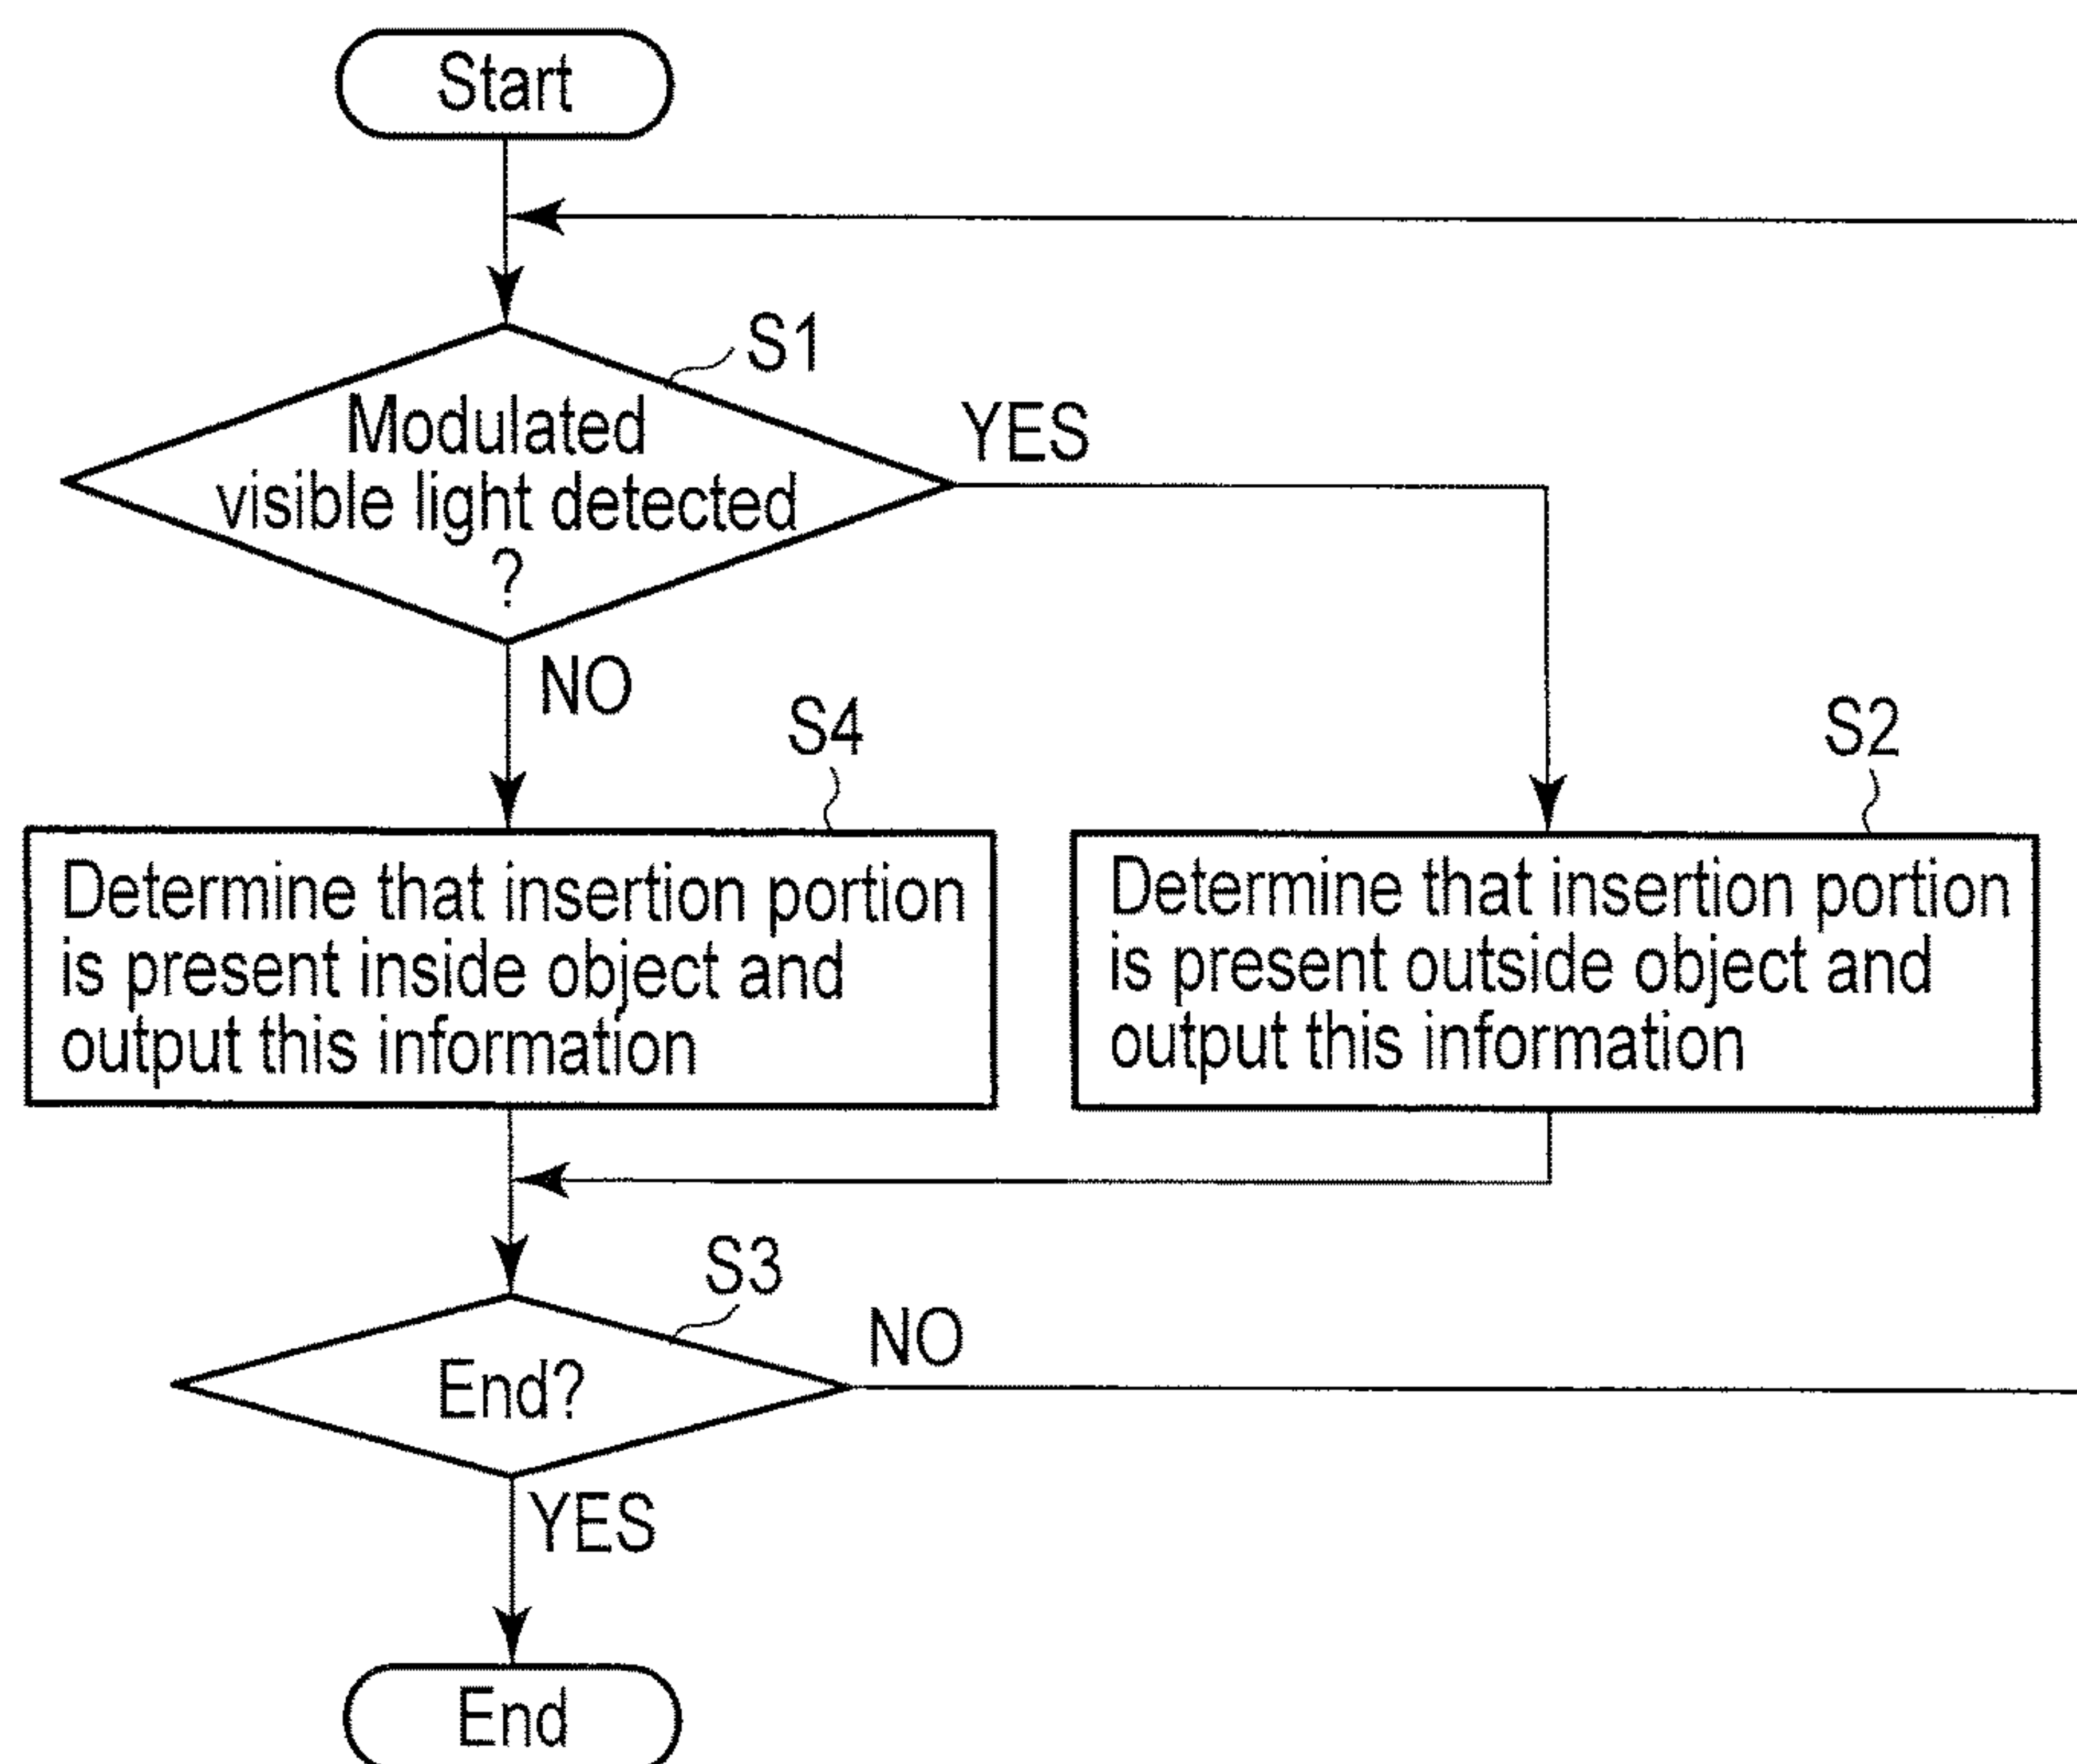 Start
S1
Modulated
visible light detected
?
YES
NO
S4
S2
Determine that insertion portion
is present inside object and
output this information
Determine that insertion portion
is present outside object and
output this information
S3
End?
NO
YES
End